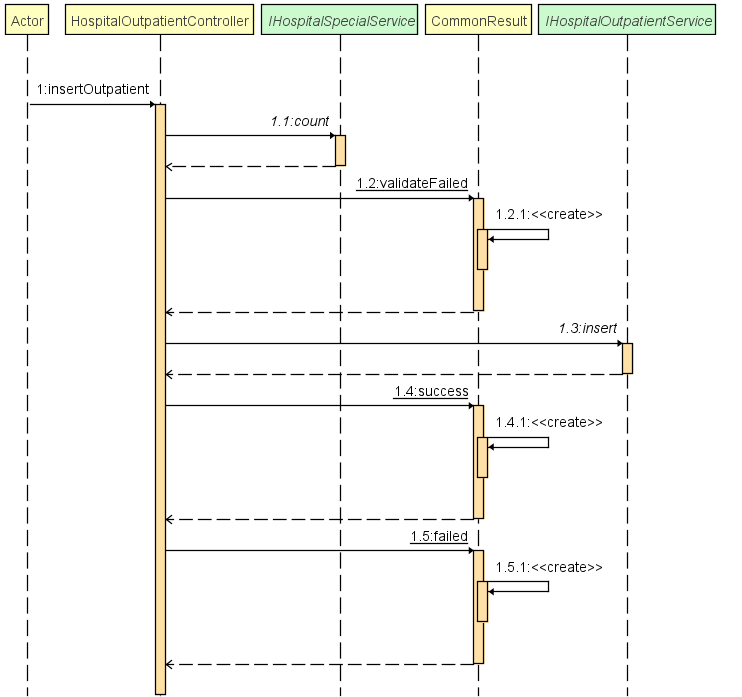 Actor
HospitalOutpatientController
IHospitalSpecialService
CommonResult
IHospitalOutpatientService
1:insertOutpatient
1.1:count
1.2:validateFailed
1.2.1:<<create>>
1.3:insert
1.4:success
1.4.1:<<create>>
1.5:failed
1.5.1:<<create>>